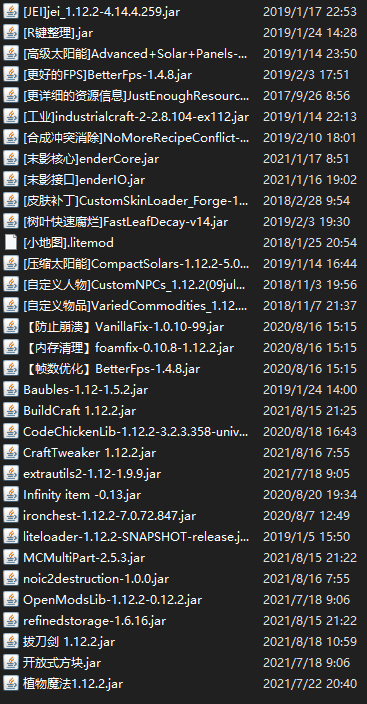 [JEI]jei_1.12.2-4.14.4.259.jar 2019/1/17 22:53
[R键整理].jar 2019/1/24 14:28
[高级太阳能]Advanced+Solar+Panels-... 2019/1/14 23:50
[更好的FPS]BetterFps-1.4.8.jar 2019/2/3 17:51
[更详细的资源信息]JustEnoughResourc... 2017/9/26 8:56
[工业]industrialcraft-2-2.8.104-ex112.jar 2019/1/14 22:13
[合成冲突消除]NoMoreRecipeConflict-... 2019/2/10 18:01
[末影核心]enderCore.jar 2021/1/17 8:51
[末影接口]enderIO.jar 2021/1/16 19:02
[皮肤补丁]CustomSkinLoader_Forge-1... 2018/2/28 9:54
[树叶快速腐烂]FastLeafDecay-v14.jar 2019/2/3 19:30
[小地图].litemod 2018/1/25 20:54
[压缩太阳能]CompactSolars-1.12.2-5.0... 2019/1/14 16:44
[自定义人物]CustomNPCs_1.12.2(09jul... 2018/11/3 19:56
[自定义物品]VariedCommodities_1.12.... 2018/11/7 21:37
【防止崩溃】VanillaFix-1.0.10-99.jar 2020/8/16 15:15
【内存清理】foamfix-0.10.8-1.12.2.jar 2020/8/16 15:15
【帧数优化】BetterFps-1.4.8.jar 2020/8/16 15:15
Baubles-1.12-1.5.2.jar 2019/1/24 14:00
BuildCraft 1.12.2.jar 2021/8/15 21:25
CodeChickenLib-1.12.2-3.2.3.358-univ... 2020/8/18 16:43
CraftTweaker 1.12.2.jar 2021/8/16 7:55
extrautils2-1.12-1.9.9.jar 2021/7/18 9:05
Infinity item -0.13.jar 2020/8/20 19:34
ironchest-1.12.2-7.0.72.847.jar 2020/8/7 12:49
liteloader-1.12.2-SNAPSHOT-release.j... 2019/1/5 15:50
MCMultiPart-2.5.3.jar 2021/8/15 21:22
noic2destruction-1.0.0.jar 2021/8/16 7:55
OpenModsLib-1.12.2-0.12.2.jar 2021/7/18 9:06
refinedstorage-1.6.16.jar 2021/8/15 21:22
拔刀剑 1.12.2.jar 2021/8/18 10:59
开放式方块.jar 2021/7/18 9:06
植物魔法1.12.2.jar 2021/7/22 20:40